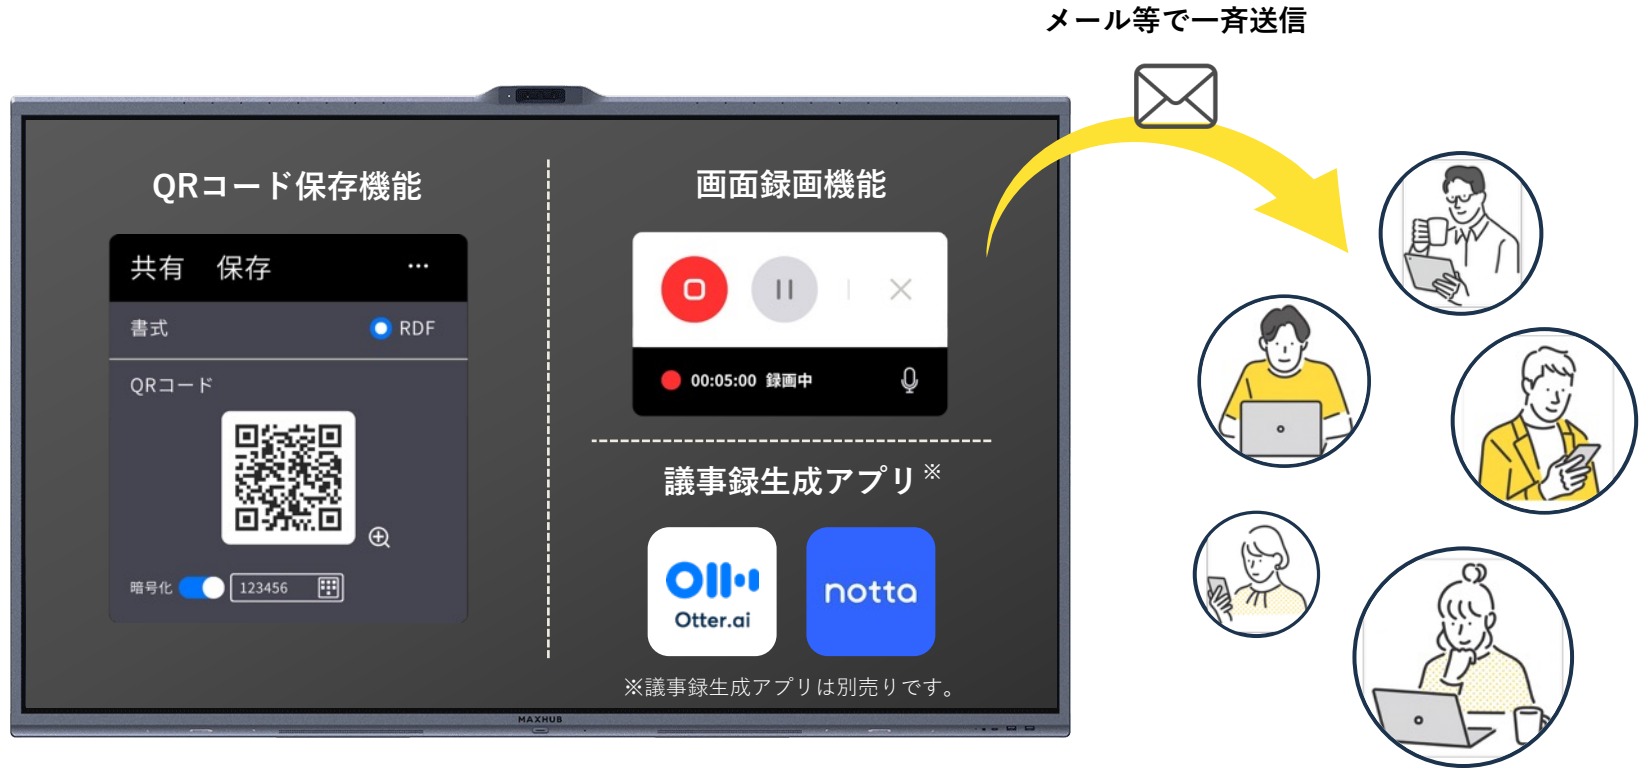 メール等で一斉送信
QRコード保存機能
共有 保存 …
書式 RDF
QRコード
暗号化 123456
画面録画機能
00:05:00 録画中
議事録生成アプリ※
Otter.ai
notta
※議事録生成アプリは別売りです。
MAXHUB